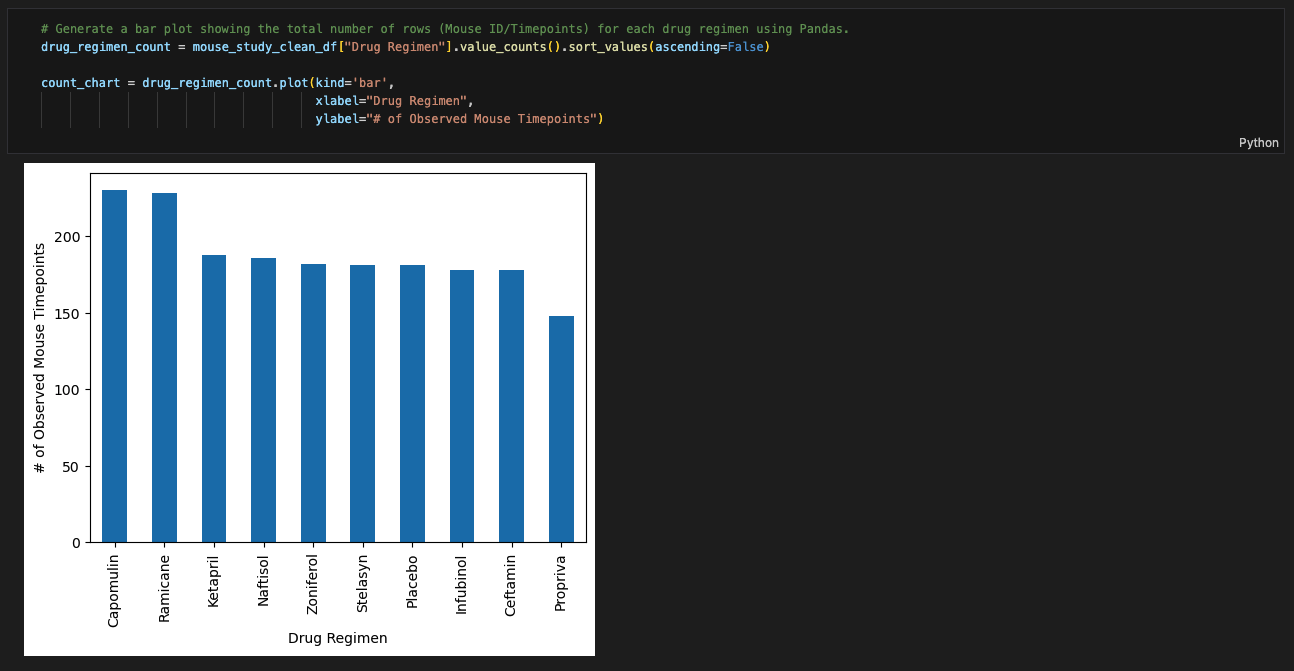 # Generate a bar plot showing the total number of rows (Mouse ID/Timepoints) for each drug regimen using Pandas.
drug_regimen_count = mouse_study_clean_df["Drug Regimen"].value_counts().sort_values(ascending=False)
count_chart = drug_regimen_count.plot(kind='bar',
xlabel="Drug Regimen",
ylabel="# of Observed Mouse Timepoints")
Python
# of Observed Mouse Timepoints
200
150
100
50
0
Capomulin
Ramicane
Ketapril
Naftisol
Zoniferol
Stelasyn
Placebo
Infubinol
Ceftamin
Propriva
Drug Regimen